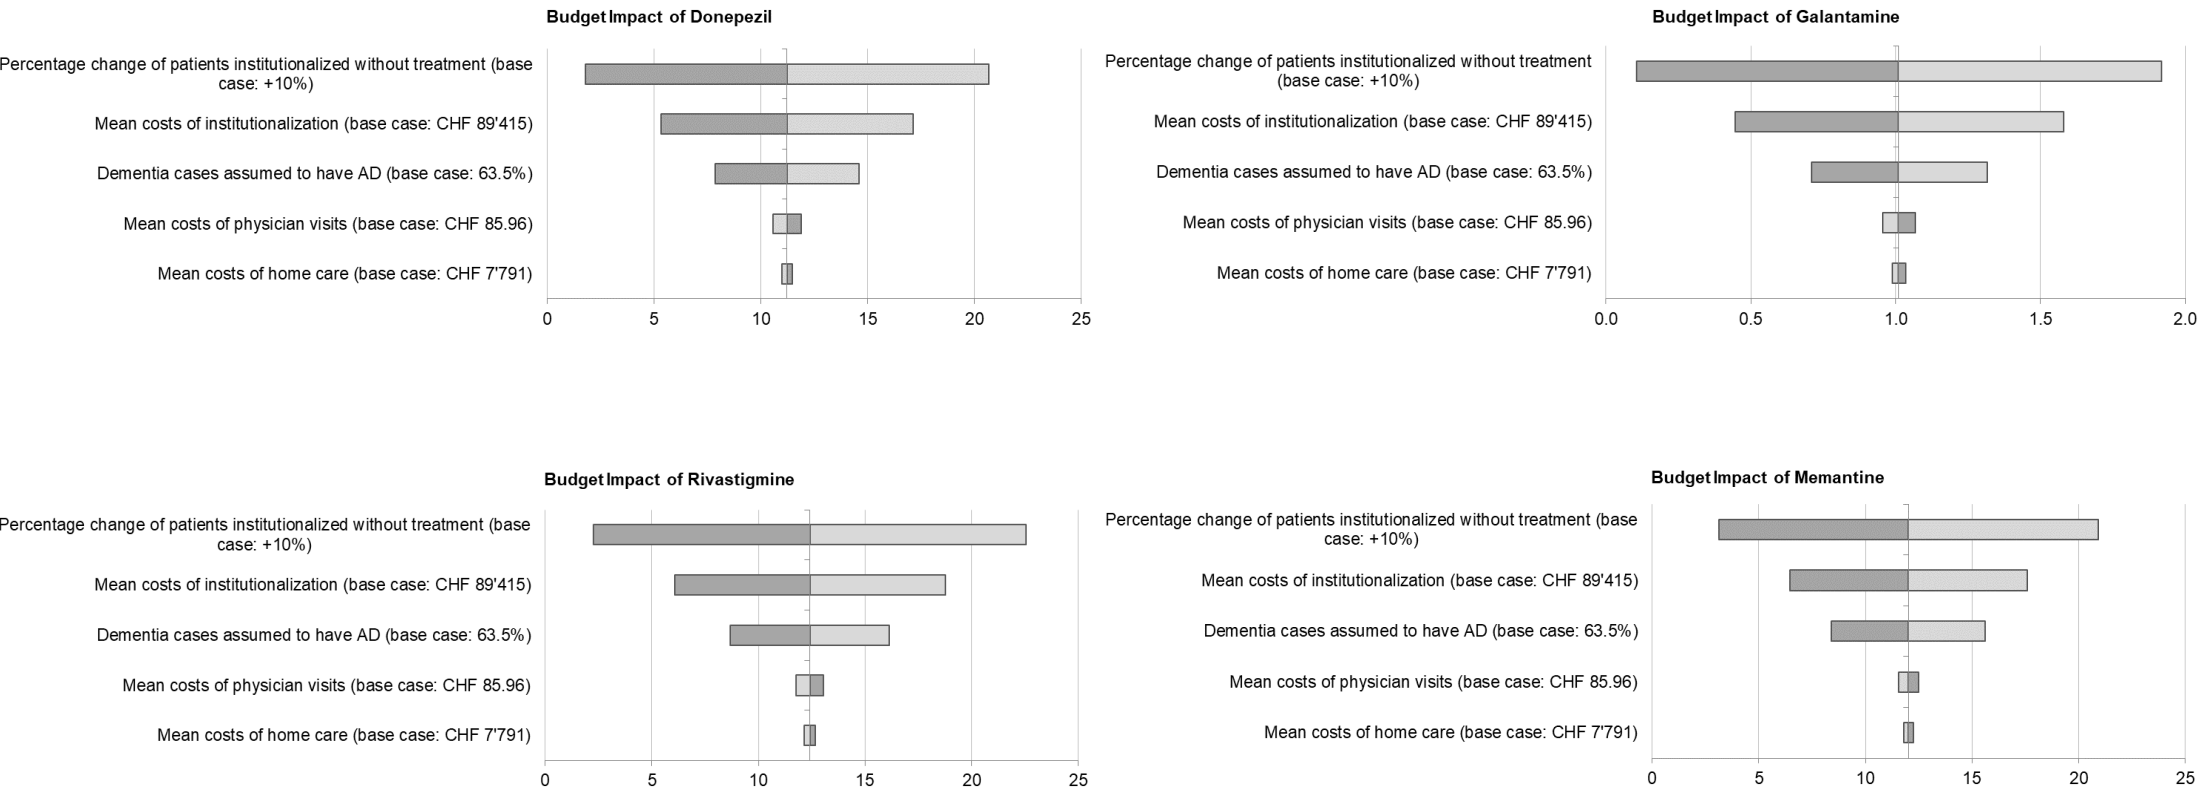 Budget Impact of Donepezil
Percentage change of patients institutionalized without treatment (base
case: +10%)
Mean costs of institutionalization (base case: CHF 89'415)
Dementia cases assumed to have AD (base case: 63.5%)
Mean costs of physician visits (base case: CHF 85.96)
Mean costs of home care (base case: CHF 7'791)
0 5 10 15 20 25
Budget Impact of Galantamine
Percentage change of patients institutionalized without treatment
(base case: +10%)
Mean costs of institutionalization (base case: CHF 89'415)
Dementia cases assumed to have AD (base case: 63.5%)
Mean costs of physician visits (base case: CHF 85.96)
Mean costs of home care (base case: CHF 7'791)
0.0 0.5 1.0 1.5 2.0
Budget Impact of Rivastigmine
Percentage change of patients institutionalized without treatment (base
case: +10%)
Mean costs of institutionalization (base case: CHF 89'415)
Dementia cases assumed to have AD (base case: 63.5%)
Mean costs of physician visits (base case: CHF 85.96)
Mean costs of home care (base case: CHF 7'791)
0 5 10 15 20 25
Budget Impact of Memantine
Percentage change of patients institutionalized without treatment (base
case: +10%)
Mean costs of institutionalization (base case: CHF 89'415)
Dementia cases assumed to have AD (base case: 63.5%)
Mean costs of physician visits (base case: CHF 85.96)
Mean costs of home care (base case: CHF 7'791)
0 5 10 15 20 25